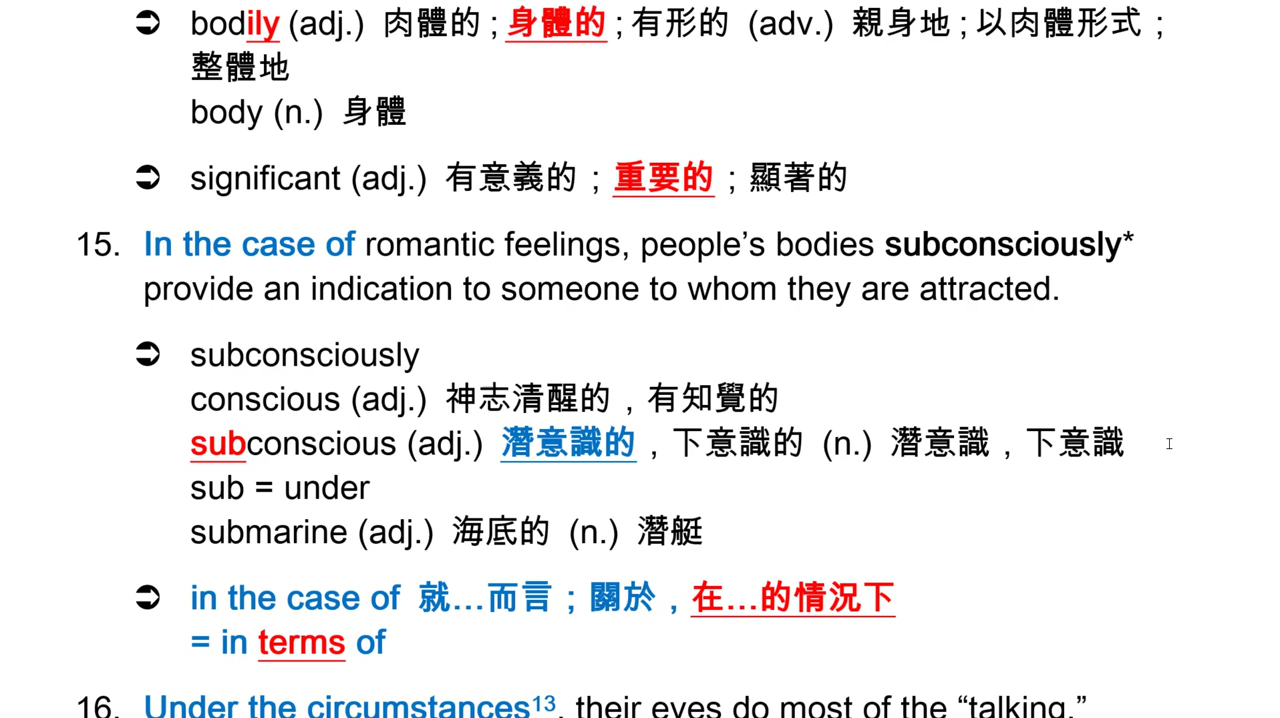 ➲ bodily (adj.) 肉體的 ; 身體的 ; 有形的 (adv.) 親身地 ; 以肉體形式 ;
整體地
body (n.) 身體
➲ significant (adj.) 有意義的 ; 重要的 ; 顯著的
15. In the case of romantic feelings, people’s bodies subconsciously*
provide an indication to someone to whom they are attracted.
➲ subconsciously
conscious (adj.) 神志清醒的 , 有知覺的
subconscious (adj.) 潛意識的 , 下意識的 (n.) 潛意識 , 下意識
sub = under
submarine (adj.) 海底的 (n.) 潛艇
➲ in the case of 就…而言 ; 關於 , 在…的情況下
= in terms of
16. Under the circumstances¹³, their eyes do most of the “talking.”